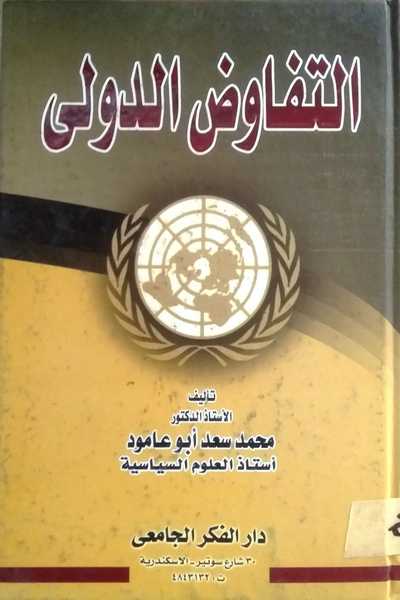 التفاوض الدولى
تأليف
الأستاذ الدكتور
محمد سعد أبو عامود
أستاذ العلوم السياسية
دار الفكر الجامعى
٣٠ شارع سوتير - الاسكندرية
ت: ٤٨٤٣١٣٢